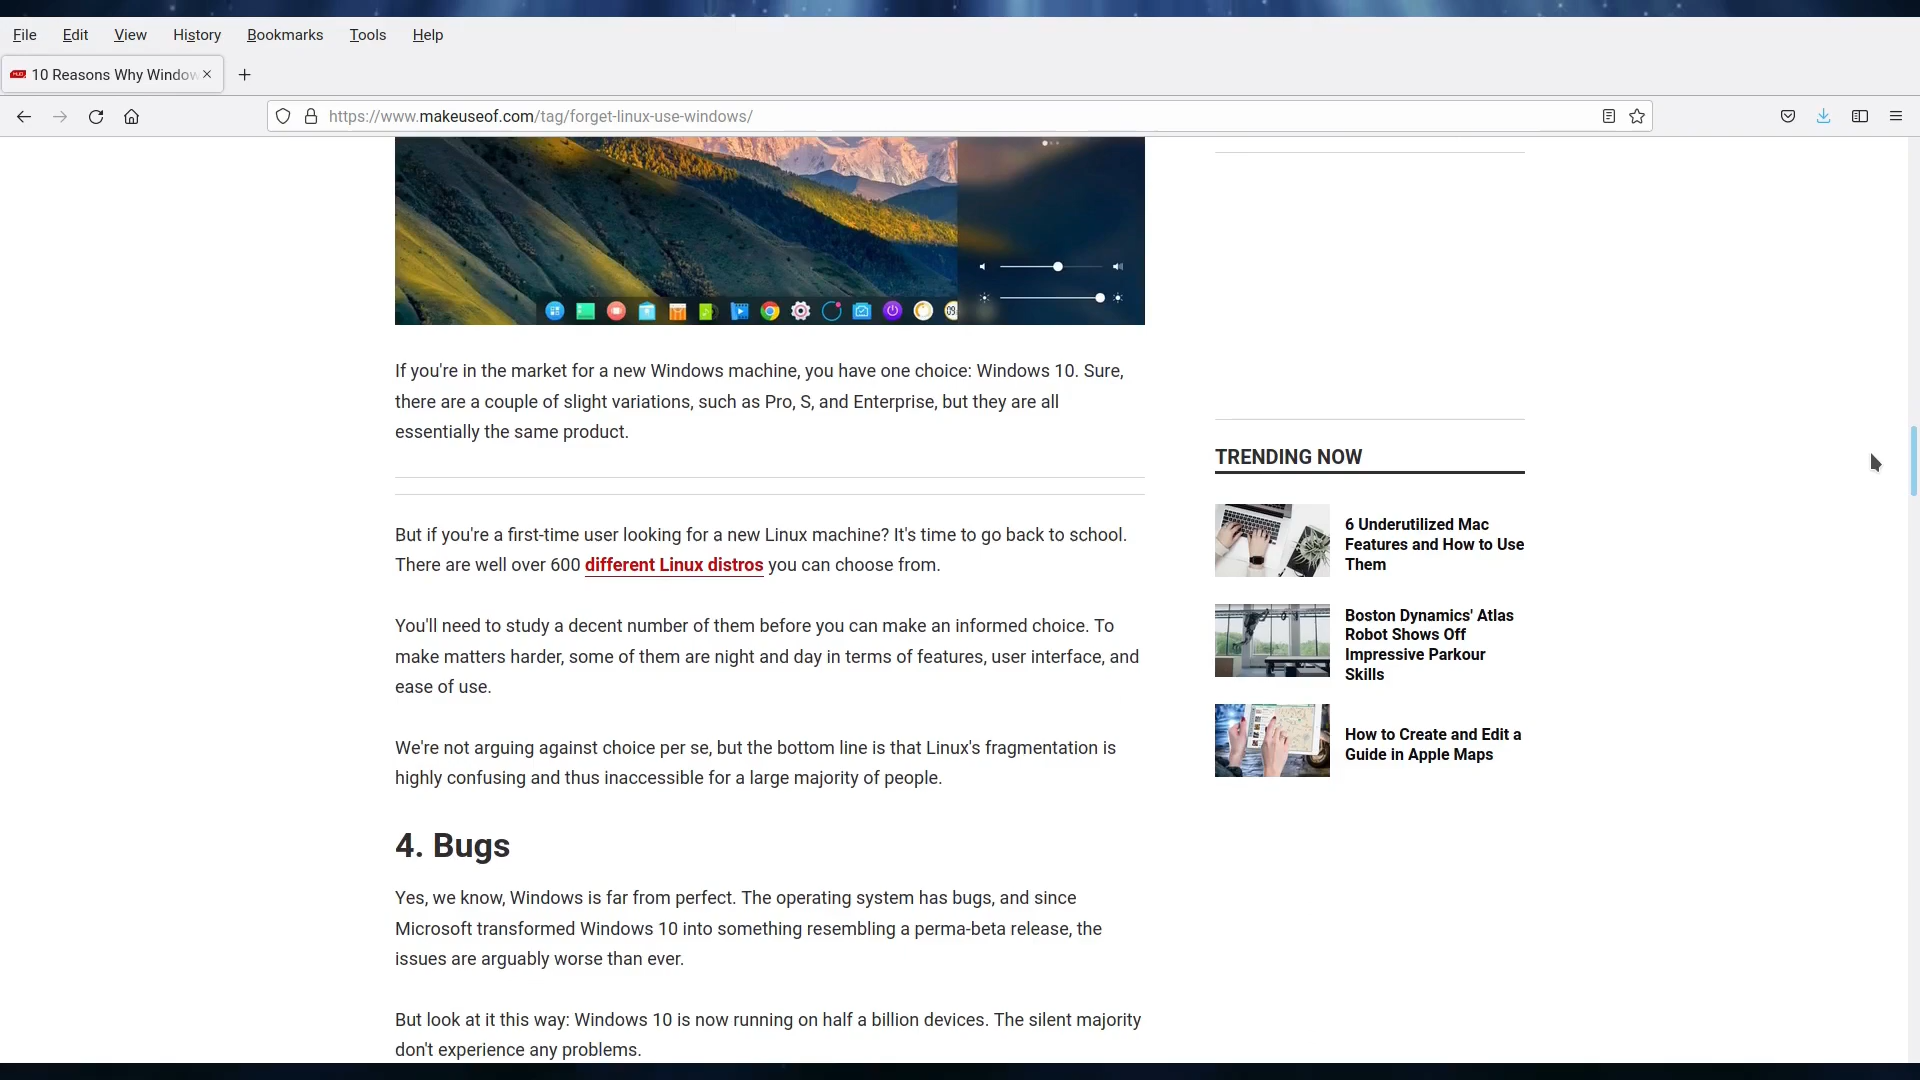 File Edit View History Bookmarks Tools Help
10 Reasons Why Window
https://www.makeuseof.com/tag/forget-linux-use-windows/
If you're in the market for a new Windows machine, you have one choice: Windows 10. Sure,
there are a couple of slight variations, such as Pro, S, and Enterprise, but they are all
essentially the same product.
But if you're a first-time user looking for a new Linux machine? It's time to go back to school.
There are well over 600 different Linux distros you can choose from.
You'll need to study a decent number of them before you can make an informed choice. To
make matters harder, some of them are night and day in terms of features, user interface, and
ease of use.
We're not arguing against choice per se, but the bottom line is that Linux's fragmentation is
highly confusing and thus inaccessible for a large majority of people.
4. Bugs
Yes, we know, Windows is far from perfect. The operating system has bugs, and since
Microsoft transformed Windows 10 into something resembling a perma-beta release, the
issues are arguably worse than ever.
But look at it this way: Windows 10 is now running on half a billion devices. The silent majority
don't experience any problems.
TRENDING NOW
6 Underutilized Mac
Features and How to Use
Them
Boston Dynamics' Atlas
Robot Shows Off
Impressive Parkour
Skills
How to Create and Edit a
Guide in Apple Maps